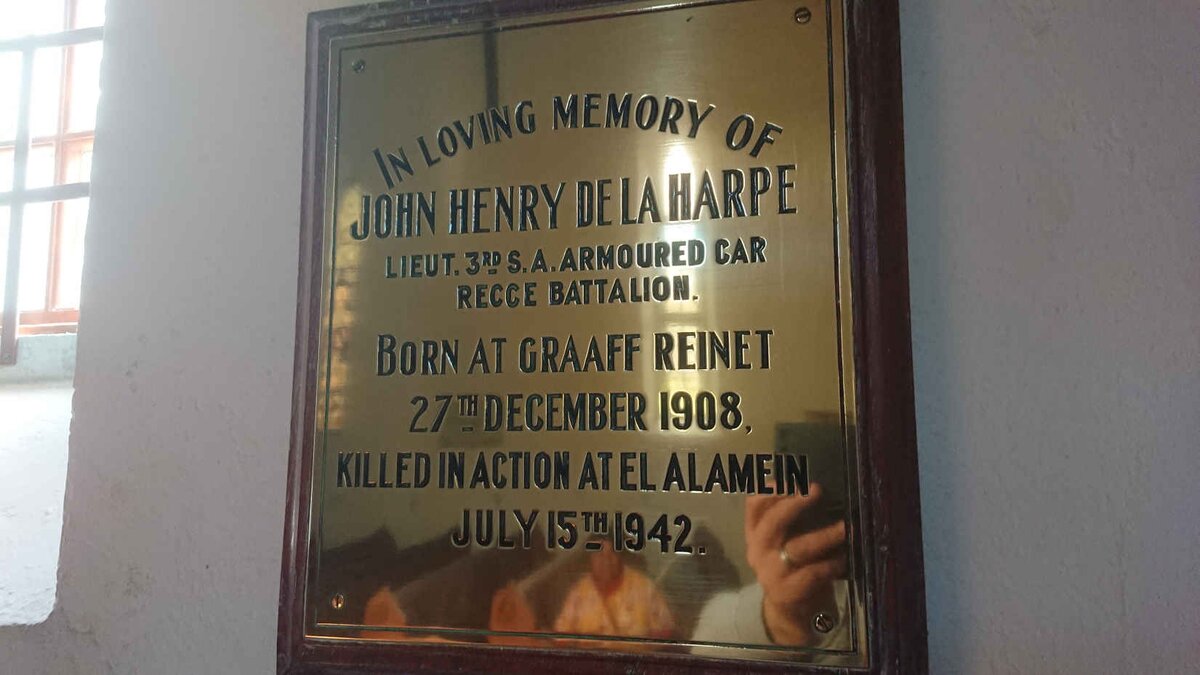 IN LOVING MEMORY OF
JOHN HENRY DE LA HARPE
LIEUT. 3RD S.A. ARMOURED CAR
RECCE BATTALION.
BORN AT GRAAFF REINET
27TH DECEMBER 1908,
KILLED IN ACTION AT EL ALAMEIN
JULY 15TH 1942.